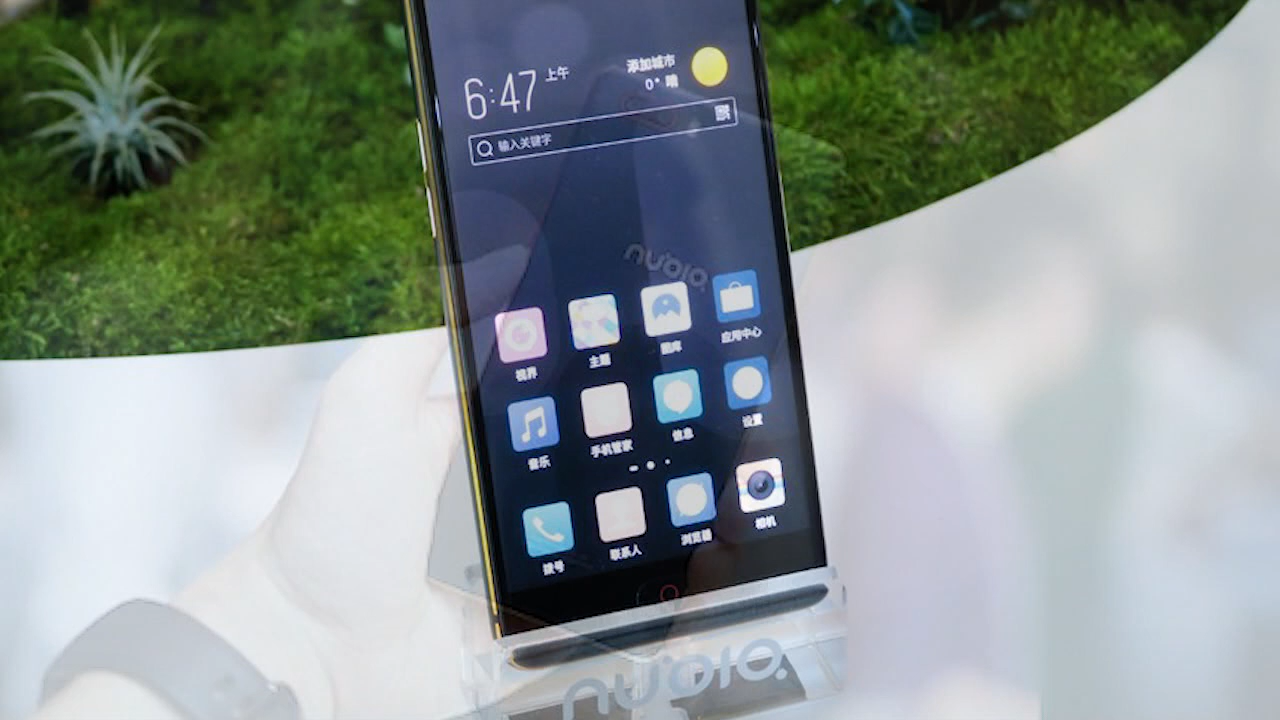 6:47 上午
添加城市
0° 晴
输入关键字
nubia
视界 主题 图库 应用中心
音乐 手机管家 信息 设置
拨号 联系人 浏览器 相机
nubia